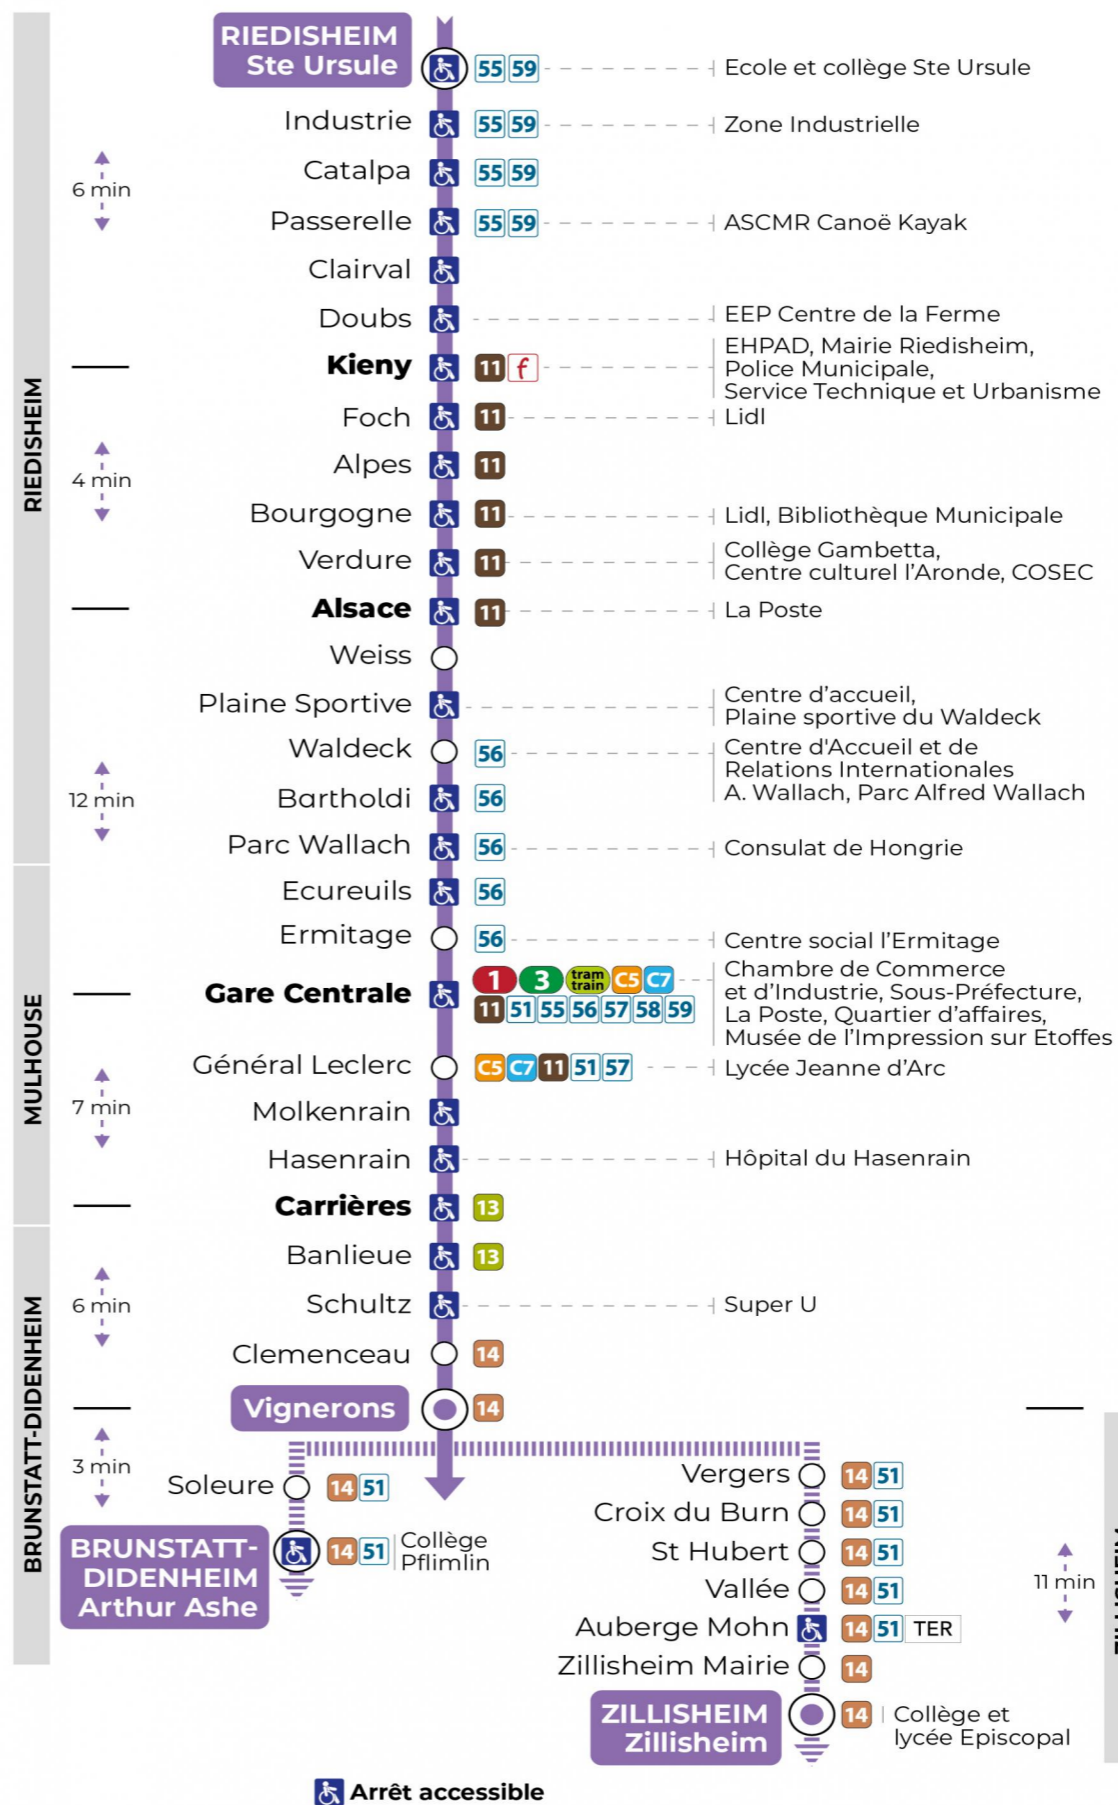 RIEDISHEIM
Ste Ursule
55 59
Ecole et collège Ste Ursule
Industrie
55 59
Zone Industrielle
Catalpa
55 59
6 min
Passerelle
55 59
ASCMR Canoë Kayak
Clairval
Doubs
EEP Centre de la Ferme
Kieny
11 f
EHPAD, Mairie Riedisheim,
Police Municipale,
Service Technique et Urbanisme
RIEDISHEIM
Foch
11
Lidl
Alpes
11
4 min
Bourgogne
11
Lidl, Bibliothèque Municipale
Verdure
11
Collège Gambetta,
Centre culturel l'Aronde, COSEC
Alsace
11
La Poste
Weiss
Plaine Sportive
Centre d'accueil,
Plaine sportive du Waldeck
Waldeck
56
Centre d'Accueil et de
Relations Internationales
A. Wallach, Parc Alfred Wallach
12 min
Bartholdi
56
Parc Wallach
56
Consulat de Hongrie
Ecureuils
56
Ermitage
56
Centre social l'Ermitage
MULHOUSE
Gare Centrale
1 3 tram train C5 C7
11 51 55 56 57 58 59
Chambre de Commerce
et d'Industrie, Sous-Préfecture,
La Poste, Quartier d'affaires,
Musée de l'Impression sur Etoffes
Général Leclerc
C5 C7 11 51 57
Lycée Jeanne d'Arc
7 min
Molkenrain
Hasenrain
Hôpital du Hasenrain
Carrières
13
Banlieue
13
6 min
Schultz
Super U
Clemenceau
14
BRUNSTATT-DIDENHEIM
Vignerons
14
3 min
Soleure
14 51
BRUNSTATT-
DIDENHEIM
Arthur Ashe
14 51
Collège
Pflimlin
Vergers
14 51
Croix du Burn
14 51
St Hubert
14 51
11 min
Vallée
14 51
Auberge Mohn
14 51 TER
Zillisheim Mairie
14
ZILLISHEIM
Zillisheim
14
Collège et
lycée Episcopal
Arrêt accessible